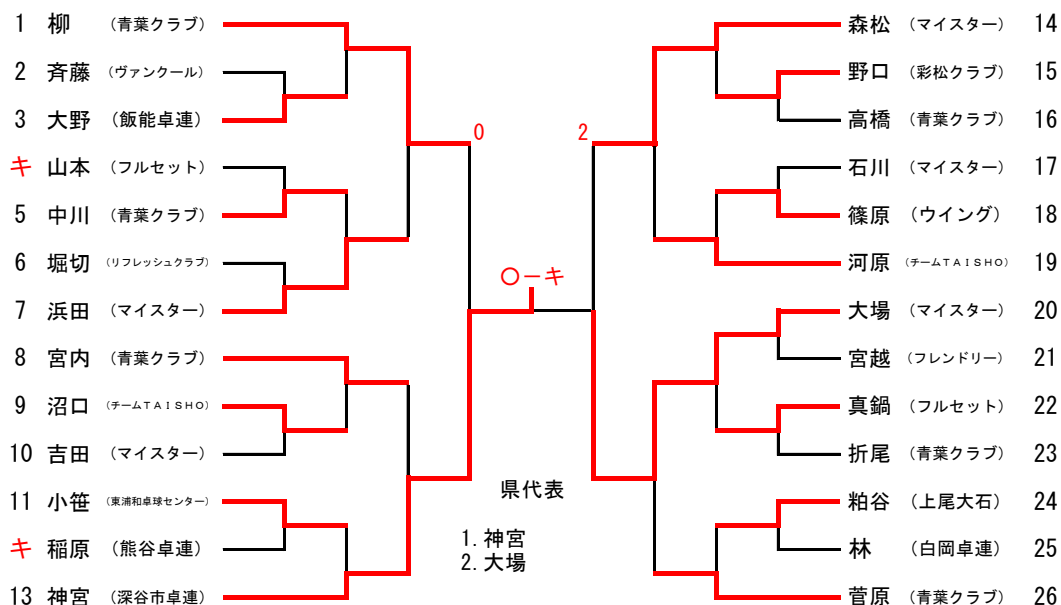 1 柳 （青葉クラブ）
2 斉藤 （ヴァンクール）
3 大野 （飯能卓連）
キ 山本 （フルセット）
5 中川 （青葉クラブ）
6 堀切 （リフレッシュクラブ）
7 浜田 （マイスター）
8 宮内 （青葉クラブ）
9 沼口 （チームＴＡＩＳＨＯ）
10 吉田 （マイスター）
11 小笹 （東浦和卓球センター）
キ 稲原 （熊谷卓連）
13 神宮 （深谷市卓連）
0
2
〇－キ
県代表
1. 神宮
2. 大場
森松 （マイスター） 14
野口 （彩松クラブ） 15
高橋 （青葉クラブ） 16
石川 （マイスター） 17
篠原 （ウイング） 18
河原 （チームＴＡＩＳＨＯ） 19
大場 （マイスター） 20
宮越 （フレンドリー） 21
真鍋 （フルセット） 22
折尾 （青葉クラブ） 23
粕谷 （上尾大石） 24
林 （白岡卓連） 25
菅原 （青葉クラブ） 26